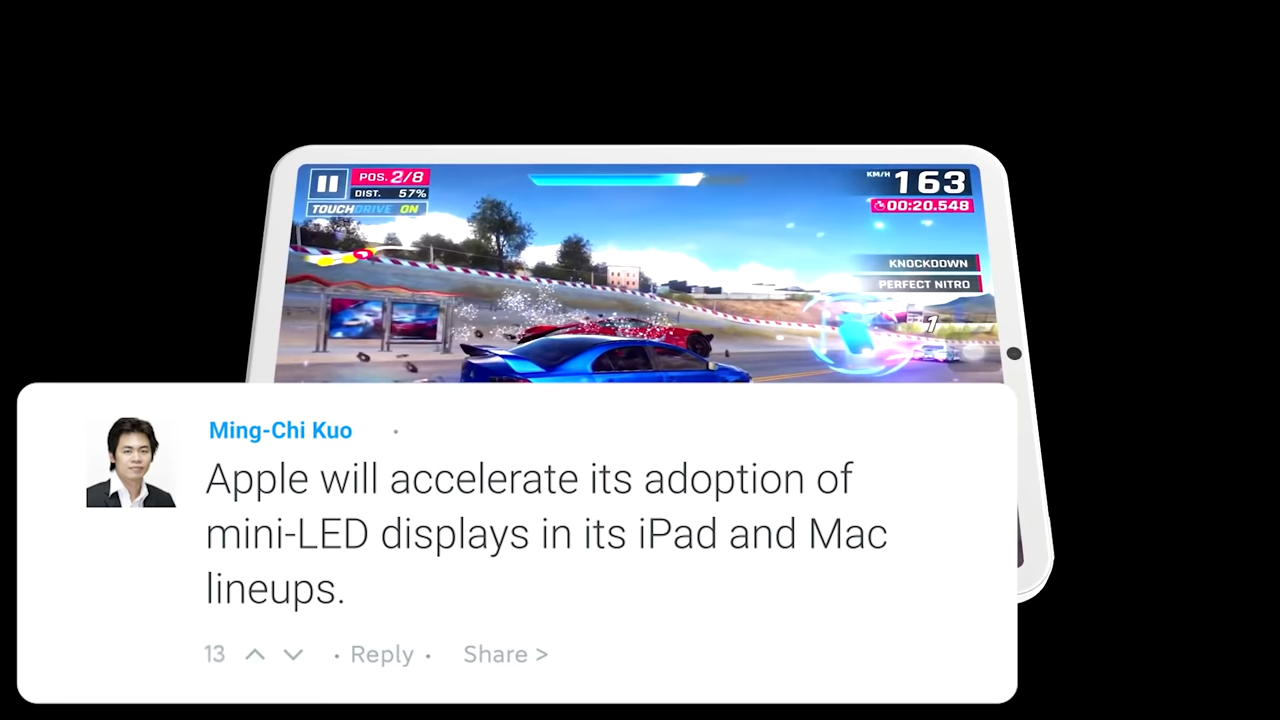 POS. 2/8
DIST. 57%
TOUCHDRIVE ON
KM/H 163
00:20.548
KNOCKDOWN
PERFECT NITRO
1
Ming-Chi Kuo
Apple will accelerate its adoption of
mini-LED displays in its iPad and Mac
lineups.
13 · Reply · Share >